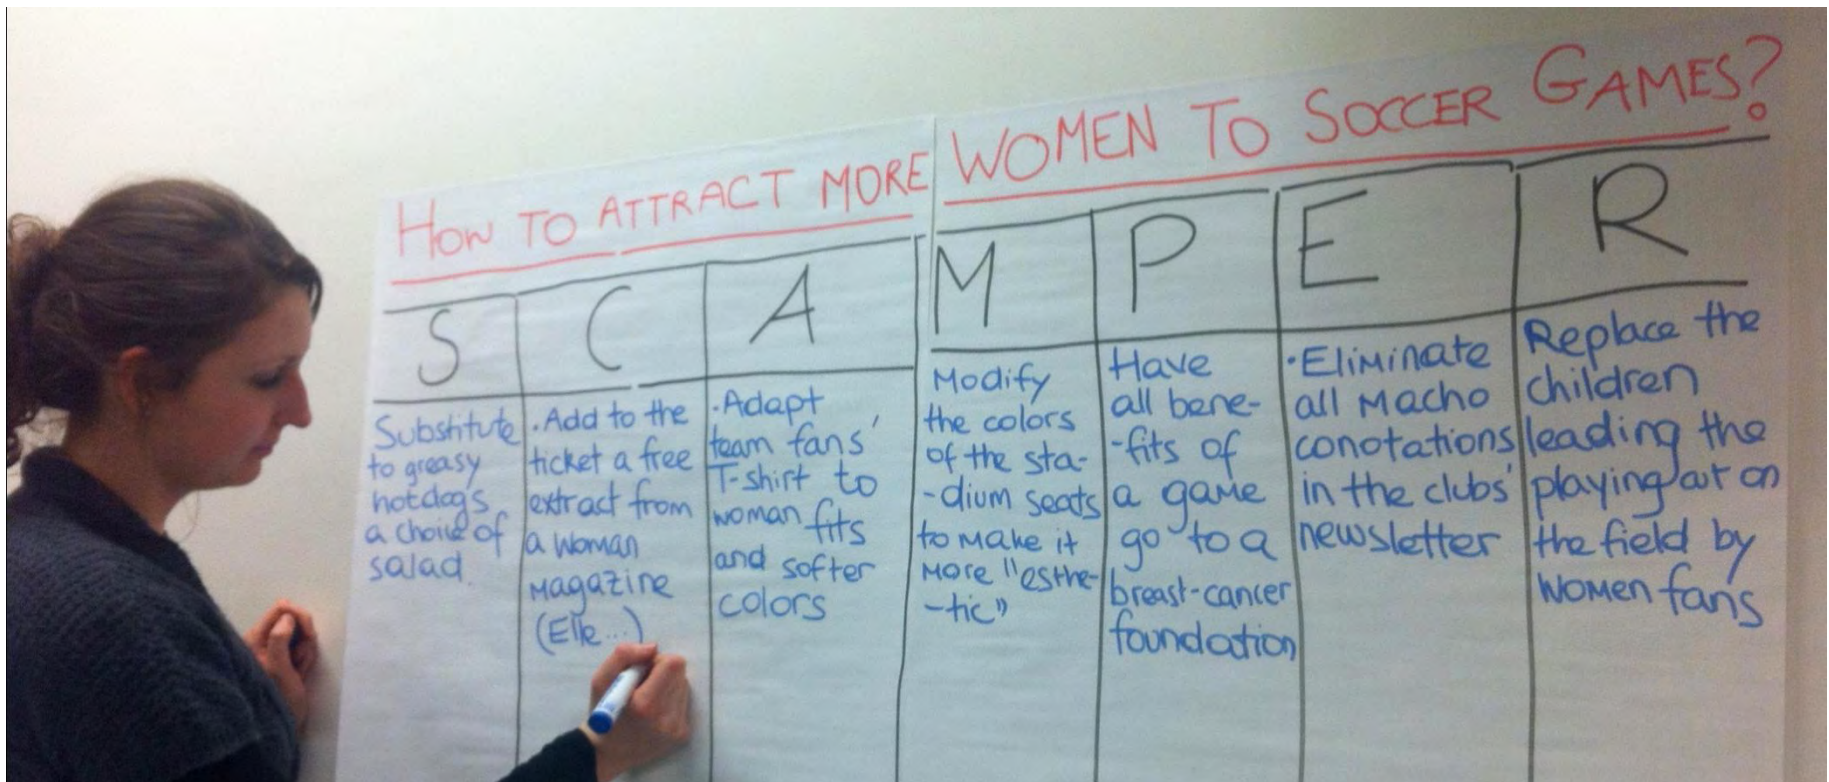 HOW TO ATTRACT MORE WOMEN TO SOCCER GAMES?
S C A M P E R
Substitute
to greasy
hotdogs
a choice of
salad.
·Add to the
ticket a free
extract from
a woman
magazine
(Elle...)
·Adapt
team fans'
T-shirt to
woman fits
and softer
colors
Modify
the colors
of the sta-
-dium seats
to make it
more "esthe-
-tic"
Have
all bene-
-fits of
a game
go to a
breast-cancer
foundation
·Eliminate
all Macho
conotations
in the clubs'
newsletter
Replace the
children
leading the
playing out on
the field by
women fans